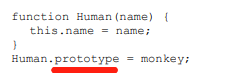 function Human(name) {
  this.name = name;
}
Human.prototype = monkey;